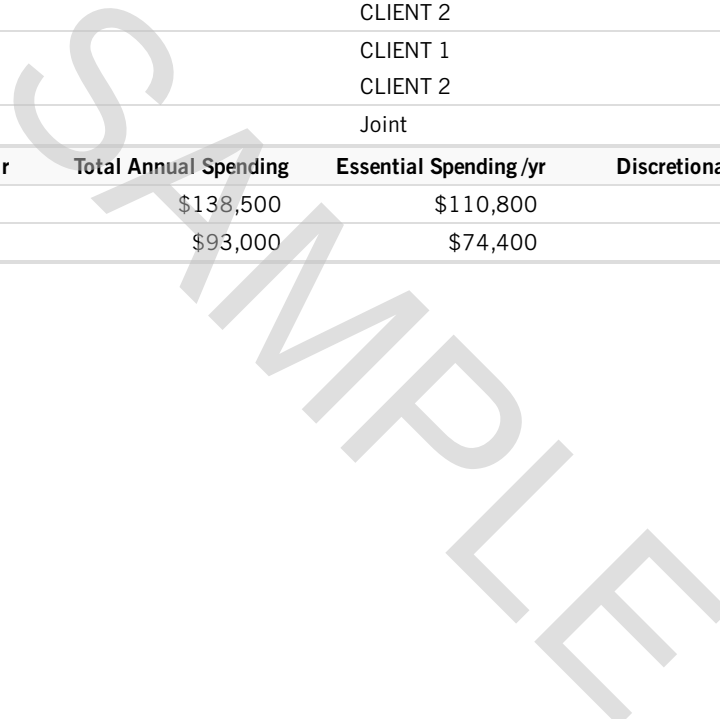 CLIENT 2
CLIENT 1
CLIENT 2
Joint
r Total Annual Spending Essential Spending /yr Discretiona
$138,500 $110,800
$93,000 $74,400
SAMPLE